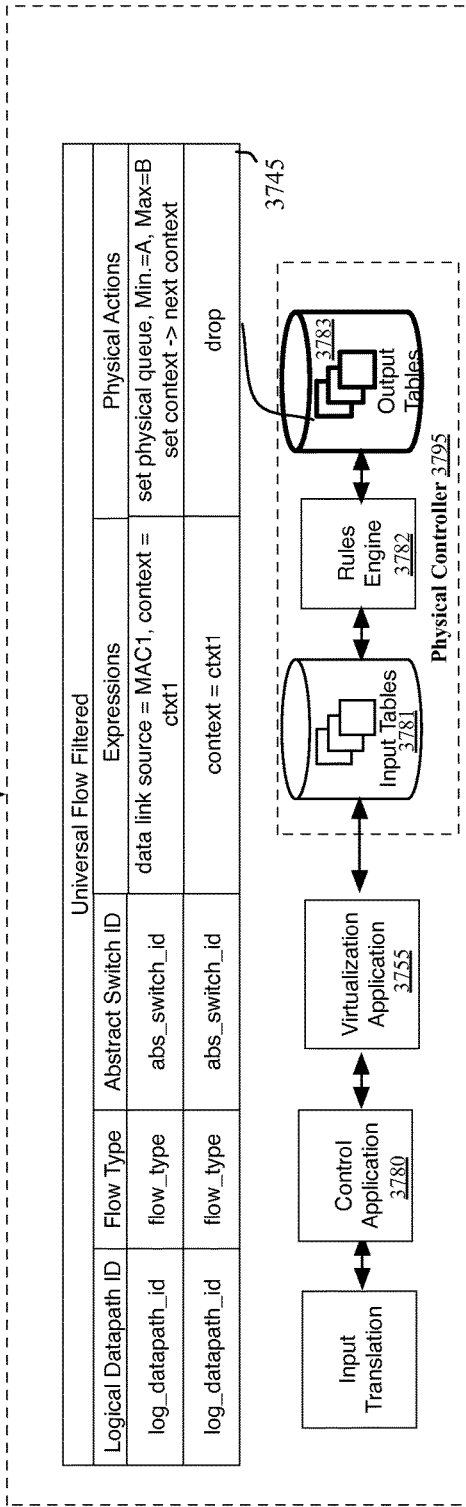 Universal Flow Filtered
Logical Datapath ID Flow Type Abstract Switch ID Expressions Physical Actions
log_datapath_id flow_type abs_switch_id data link source = MAC1, context = ctxt1 set physical queue, Min.=A, Max=B
set context -> next context
log_datapath_id flow_type abs_switch_id context = ctxt1 drop
3745
Input
Translation
Control
Application
3780
Virtualization
Application
3755
Input Tables
3781
Rules
Engine
3782
3783
Output
Tables
Physical Controller 3795